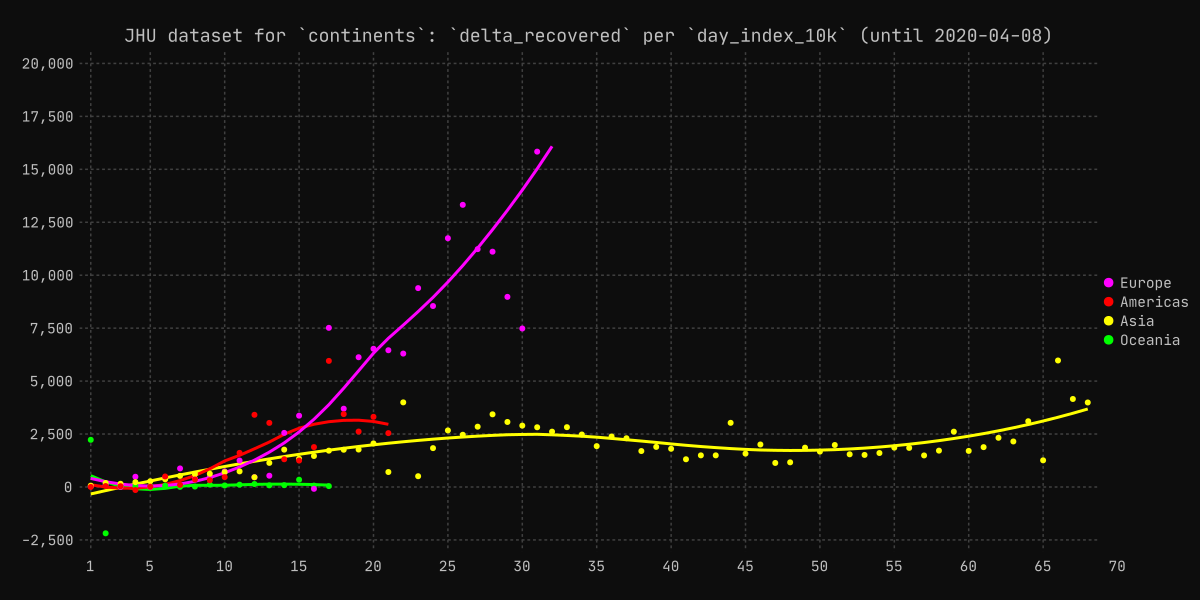 JHU dataset for `continents`: `delta_recovered` per `day_index_10k` (until 2020-04-08)
20,000
17,500
15,000
12,500
10,000
7,500
5,000
2,500
0
-2,500
1 5 10 15 20 25 30 35 40 45 50 55 60 65 70
Europe
Americas
Asia
Oceania